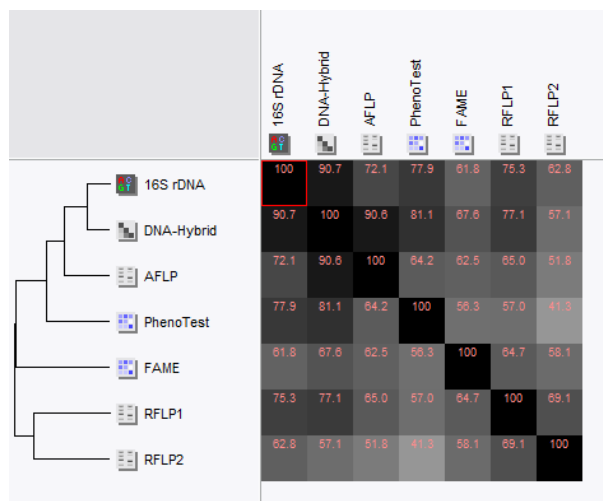 16S rDNA DNA-Hybrid AFLP PhenoTest FAME RFLP1 RFLP2
16S rDNA 100 90.7 72.1 77.9 61.8 75.3 62.8
DNA-Hybrid 90.7 100 90.6 81.1 67.6 77.1 57.1
AFLP 72.1 90.6 100 64.2 62.5 65.0 51.8
PhenoTest 77.9 81.1 64.2 100 56.3 57.0 41.3
FAME 61.8 67.6 62.5 56.3 100 64.7 58.1
RFLP1 75.3 77.1 65.0 57.0 64.7 100 69.1
RFLP2 62.8 57.1 51.8 41.3 58.1 69.1 100